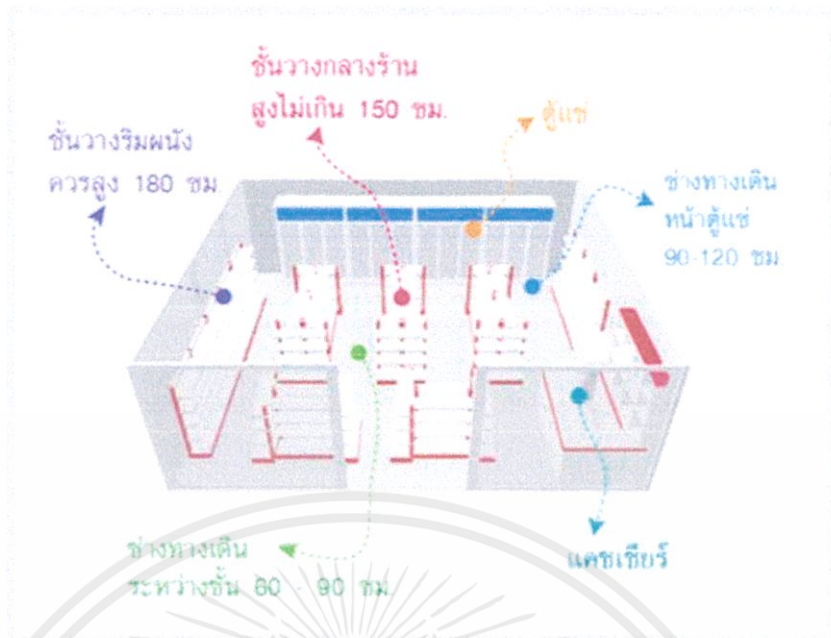 ชั้นวางกลางร้าน
สูงไม่เกิน 150 ซม.
ตู้แช่
ชั้นวางริมผนัง
ควรสูง 180 ซม.
ช่างทางเดิน
หน้าตู้แช่
90-120 ซม
ช่างทางเดิน
ระหว่างชั้น 60 - 90 ซม.
แคชเชียร์